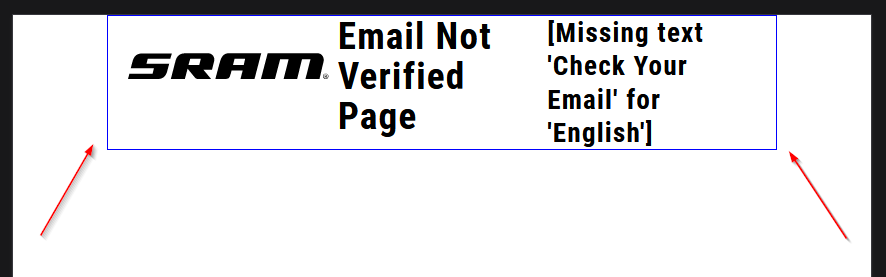 SRAM®
Email Not
Verified
Page
[Missing text
'Check Your
Email' for
'English']